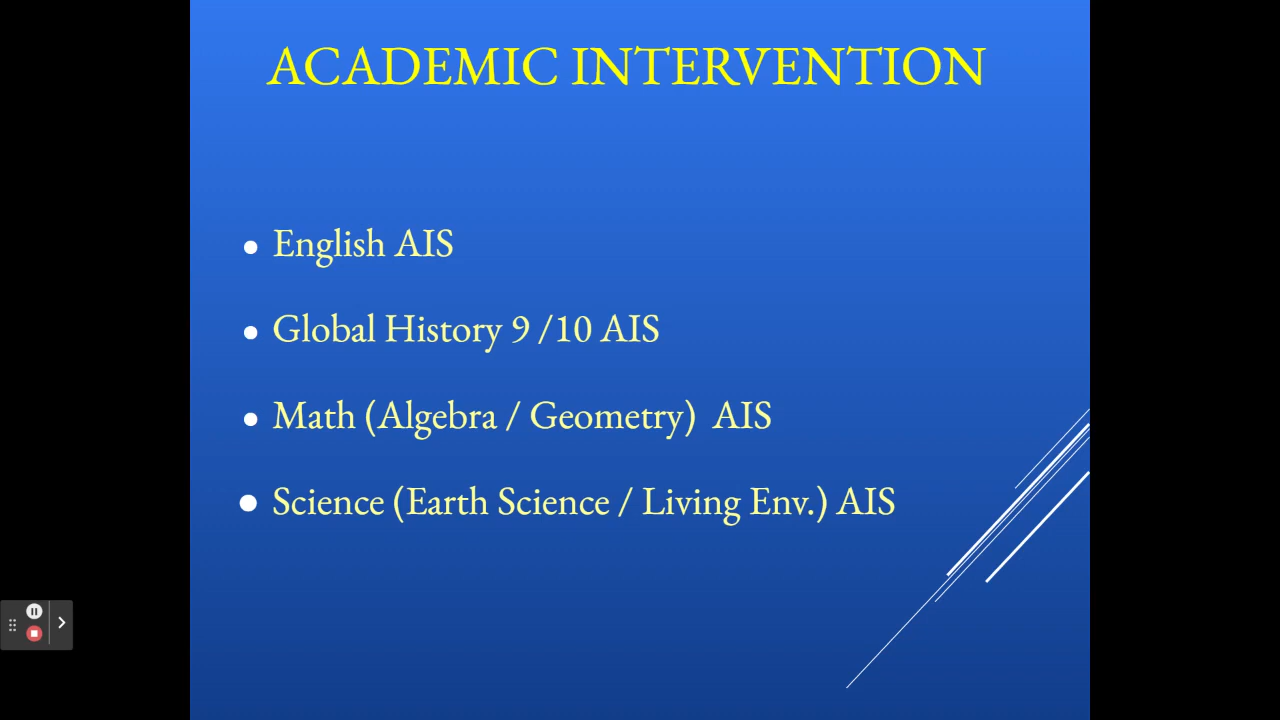 ACADEMIC INTERVENTION
• English AIS
• Global History 9 /10 AIS
• Math (Algebra / Geometry)  AIS
• Science (Earth Science / Living Env.) AIS